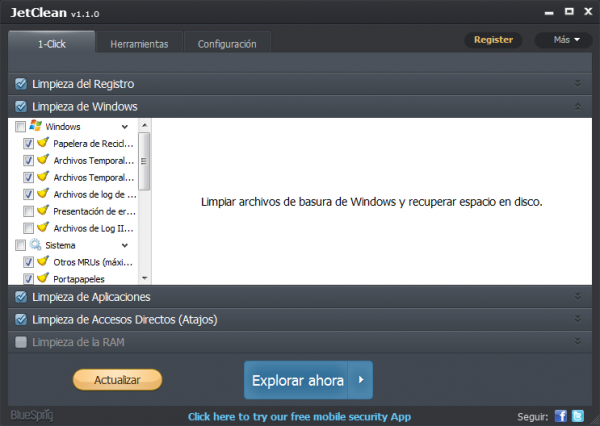 JetClean v1.1.0
1-Click Herramientas Configuración Register Más
Limpieza del Registro
Limpieza de Windows
Windows
Papelera de Recicl...
Archivos Temporal...
Archivos Temporal...
Archivos de log de ...
Presentación de er...
Archivos de Log II...
Sistema
Otros MRUs (máxi...
Portapapeles
Limpiar archivos de basura de Windows y recuperar espacio en disco.
Limpieza de Aplicaciones
Limpieza de Accesos Directos (Atajos)
Limpieza de la RAM
Actualizar Explorar ahora
BlueSprig Click here to try our free mobile security App Seguir: